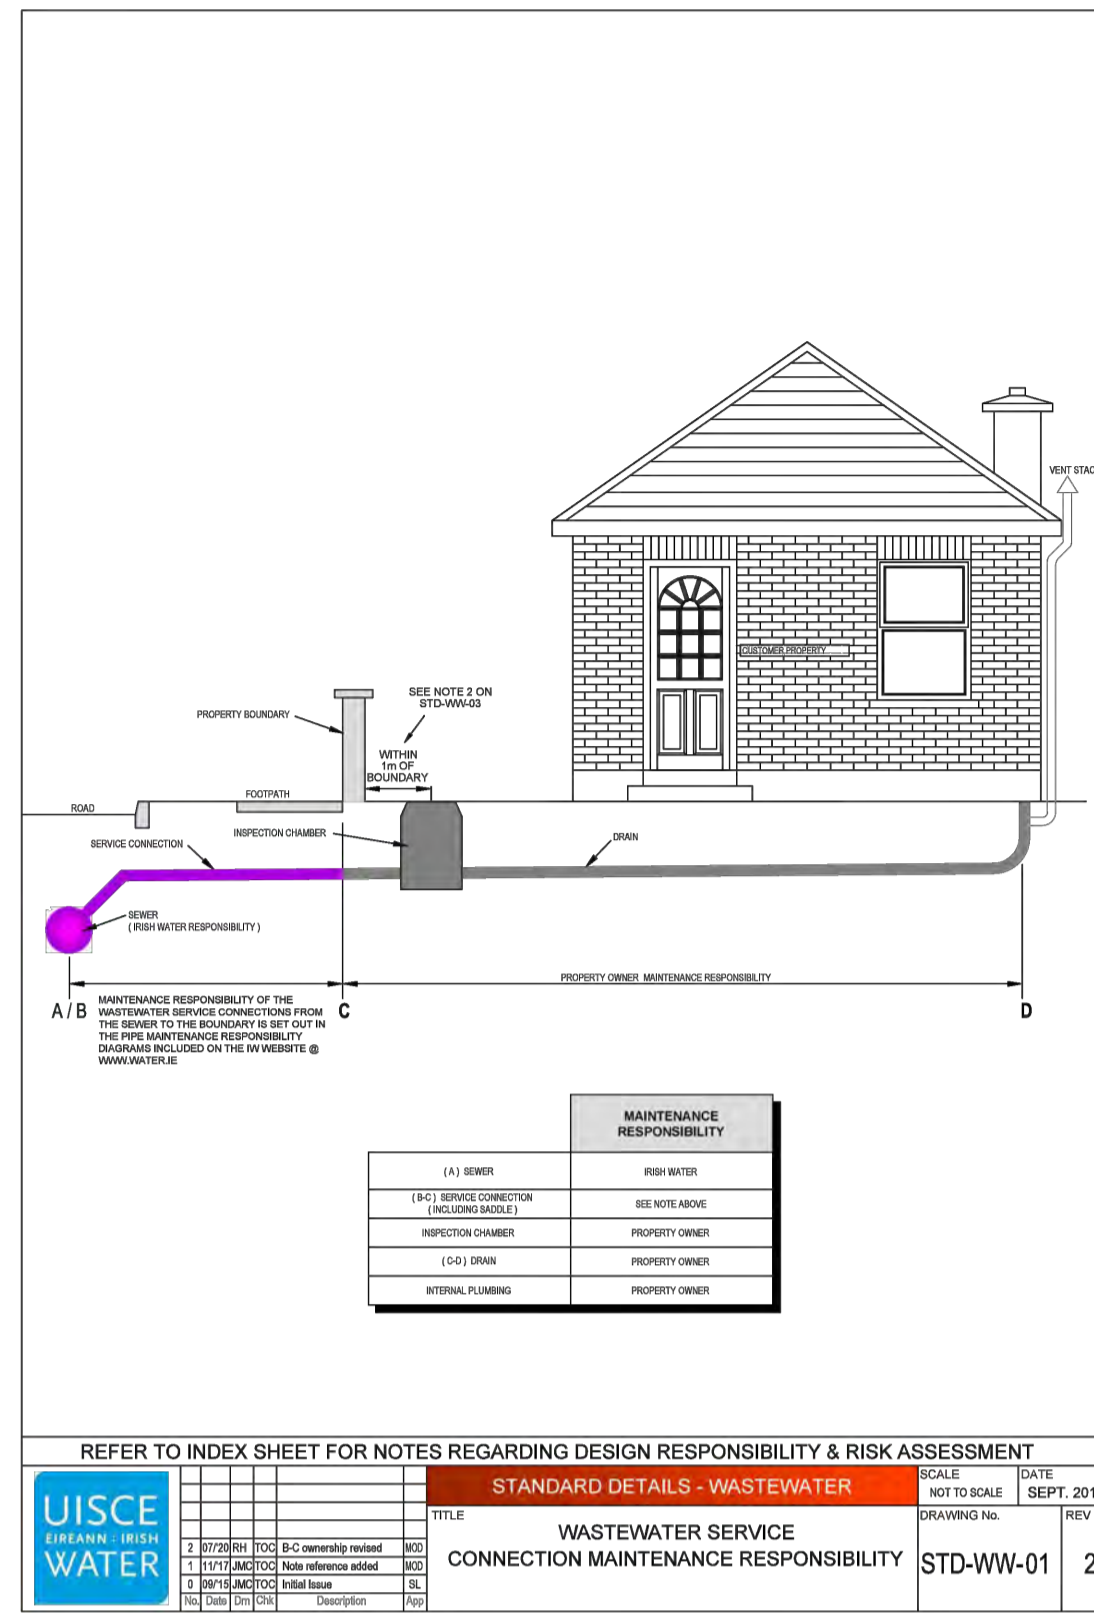 VENT STAC
CUSTOMER PROPERTY
SEE NOTE 2 ON
STD-WW-03
PROPERTY BOUNDARY
WITHIN
1m OF
BOUNDARY
FOOTPATH
ROAD
INSPECTION CHAMBER
DRAIN
SERVICE CONNECTION
SEWER
( IRISH WATER RESPONSIBILITY )
PROPERTY OWNER MAINTENANCE RESPONSIBILITY
A / B
C
D
MAINTENANCE RESPONSIBILITY OF THE
WASTEWATER SERVICE CONNECTIONS FROM
THE SEWER TO THE BOUNDARY IS SET OUT IN
THE PIPE MAINTENANCE RESPONSIBILITY
DIAGRAMS INCLUDED ON THE IW WEBSITE @
WWW.WATER.IE
MAINTENANCE
RESPONSIBILITY
( A ) SEWER IRISH WATER
( B-C ) SERVICE CONNECTION
( INCLUDING SADDLE ) SEE NOTE ABOVE
INSPECTION CHAMBER PROPERTY OWNER
( C-D ) DRAIN PROPERTY OWNER
INTERNAL PLUMBING PROPERTY OWNER
REFER TO INDEX SHEET FOR NOTES REGARDING DESIGN RESPONSIBILITY & RISK ASSESSMENT
UISCE
EIREANN : IRISH
WATER
2 07/20 RH TOC B-C ownership revised MOD
1 11/17 JMC TOC Note reference added MOD
0 09/15 JMC TOC Initial Issue SL
No. Date Drn Chk Description App
STANDARD DETAILS - WASTEWATER
TITLE
WASTEWATER SERVICE
CONNECTION MAINTENANCE RESPONSIBILITY
SCALE
NOT TO SCALE
DATE
SEPT. 201
DRAWING No.
STD-WW-01
REV
2